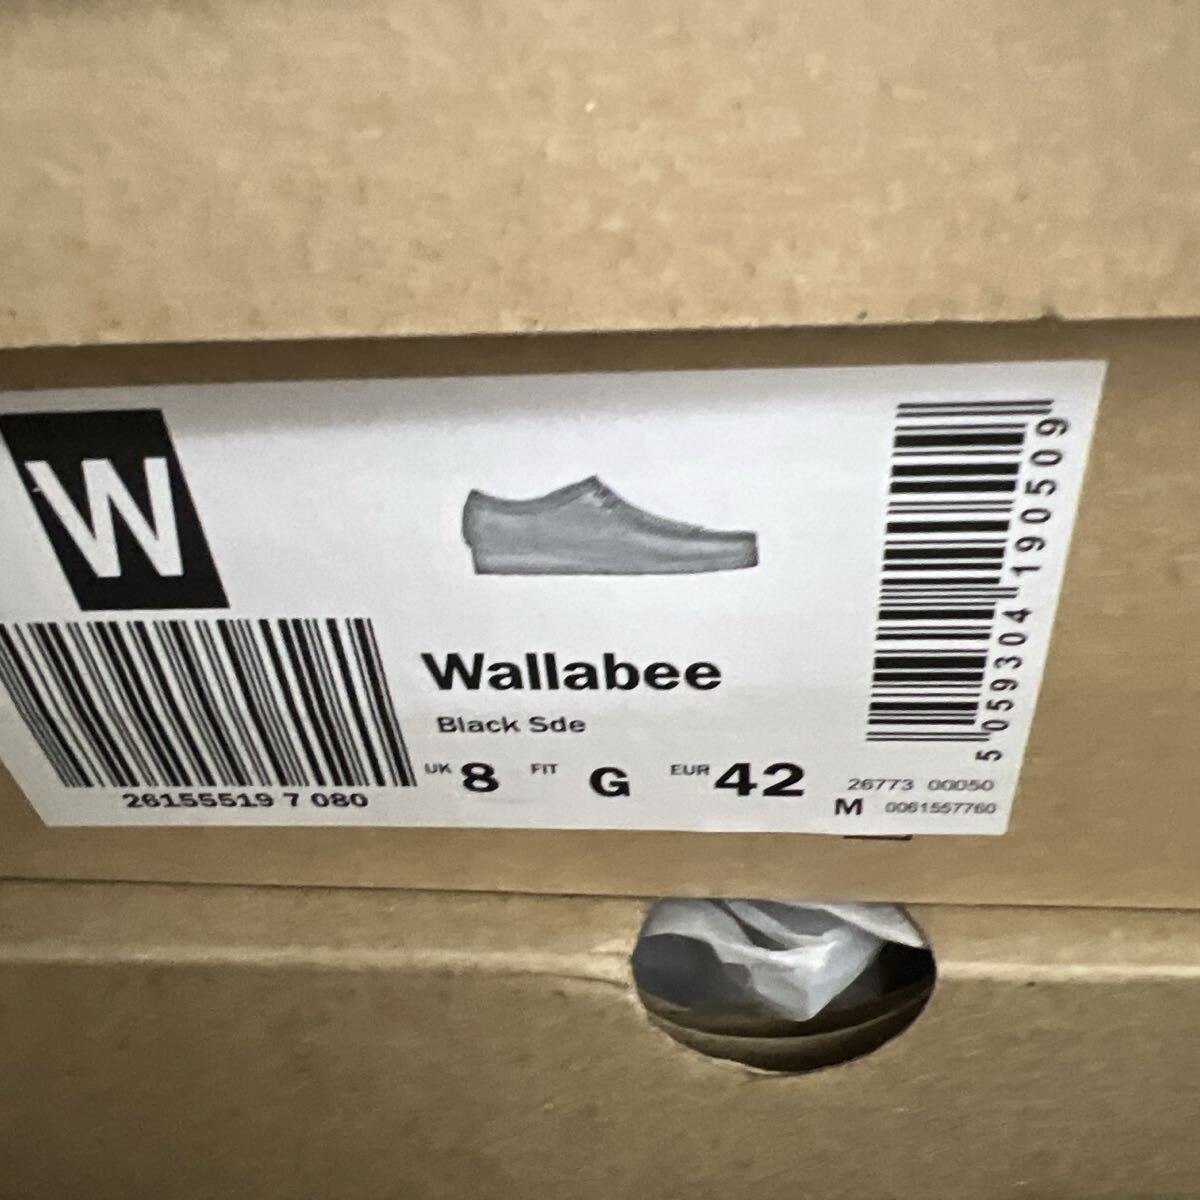 W
Wallabee
Black Sde
UK 8 FIT G EUR 42
26155519 7 080
5 059304 190509
26773 00050
M 0061557760